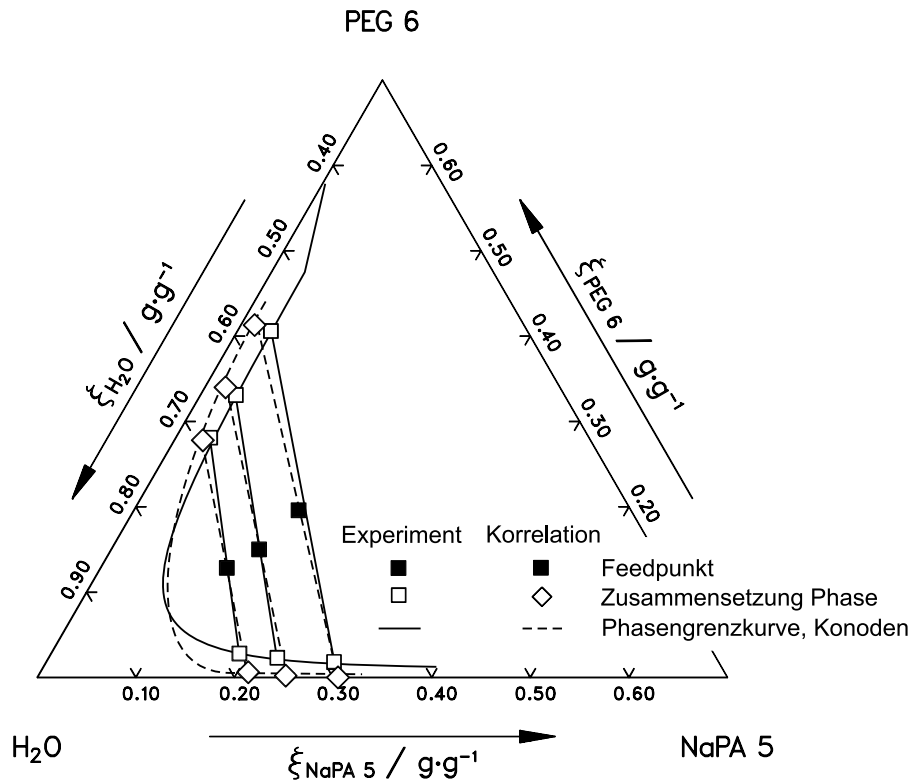 PEG 6
0.40
0.50
0.60
0.70
0.80
0.90
0.60
0.50
0.40
0.30
0.20
ξH₂O / g·g⁻¹
ξPEG 6 / g·g⁻¹
Experiment Korrelation
Feedpunkt
Zusammensetzung Phase
Phasengrenzkurve, Konoden
0.10 0.20 0.30 0.40 0.50 0.60
H₂O
NaPA 5
ξNaPA 5 / g·g⁻¹